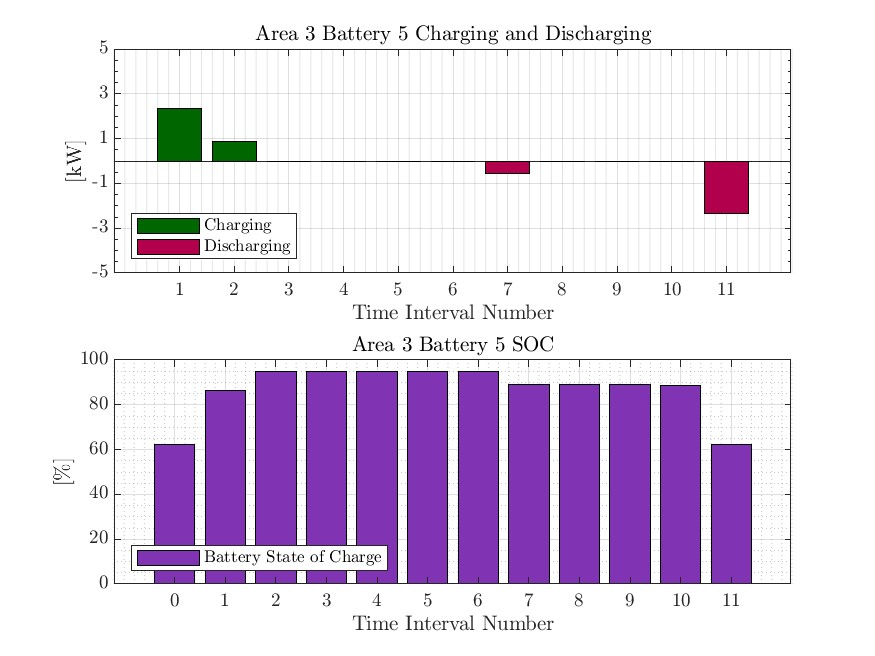 Area 3 Battery 5 Charging and Discharging
5
3
1
-1
-3
-5
[kW]
Charging
Discharging
1 2 3 4 5 6 7 8 9 10 11
Time Interval Number
Area 3 Battery 5 SOC
100
80
60
40
20
0
[%]
Battery State of Charge
0 1 2 3 4 5 6 7 8 9 10 11
Time Interval Number